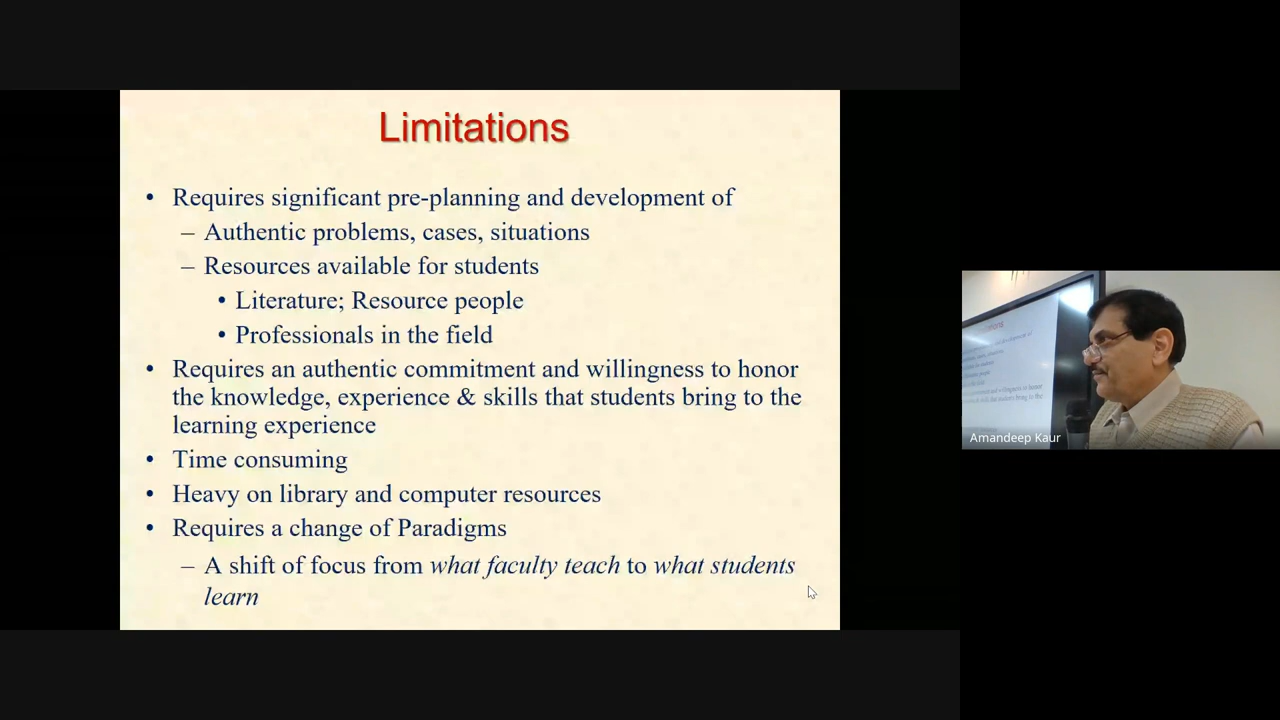 Limitations
• Requires significant pre-planning and development of
– Authentic problems, cases, situations
– Resources available for students
• Literature; Resource people
• Professionals in the field
• Requires an authentic commitment and willingness to honor
the knowledge, experience & skills that students bring to the
learning experience
• Time consuming
• Heavy on library and computer resources
• Requires a change of Paradigms
– A shift of focus from what faculty teach to what students
learn
Amandeep Kaur